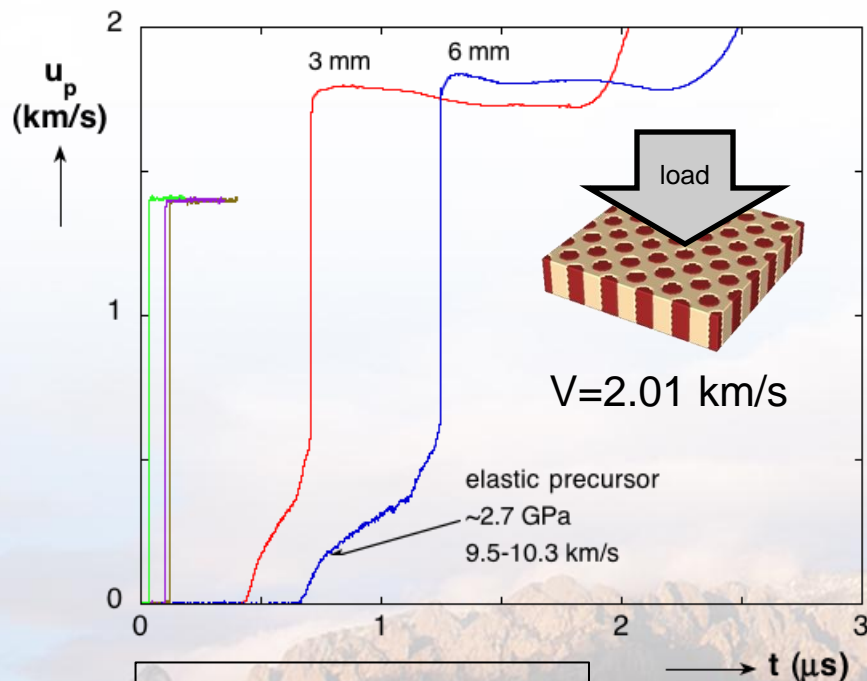 2
u_p
(km/s)
3 mm
6 mm
load
1
V=2.01 km/s
elastic precursor
~2.7 GPa
9.5-10.3 km/s
0
0
1
2
3
t (μs)